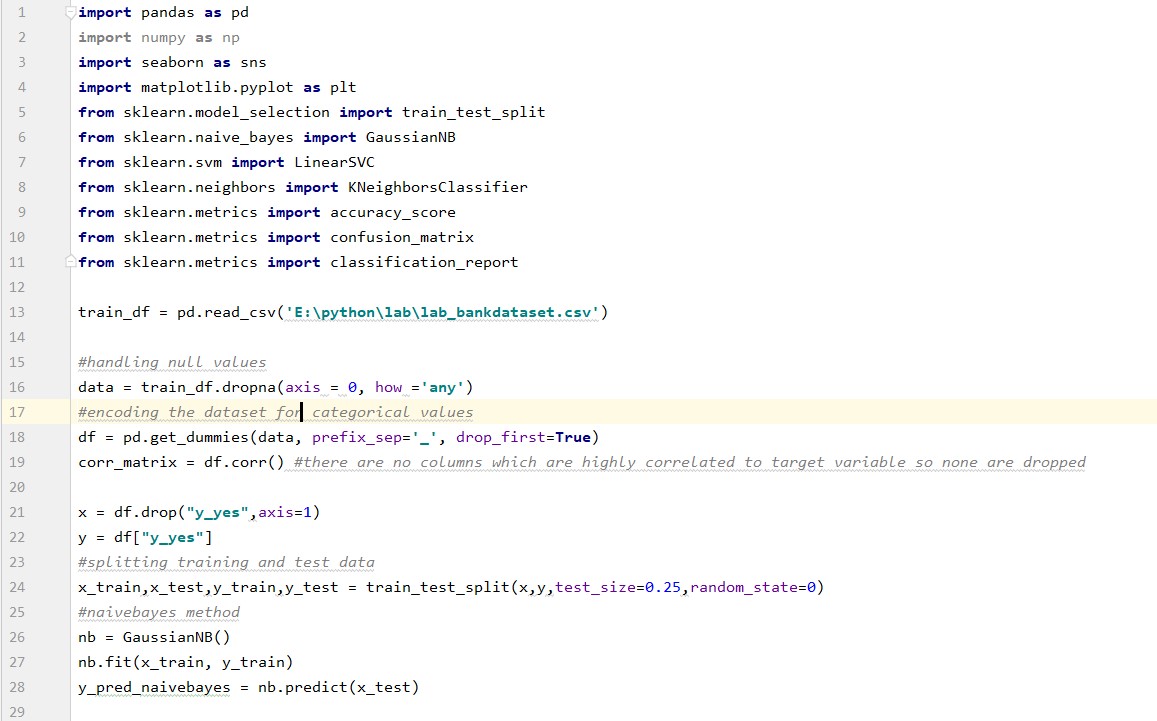 1 import pandas as pd
2 import numpy as np
3 import seaborn as sns
4 import matplotlib.pyplot as plt
5 from sklearn.model_selection import train_test_split
6 from sklearn.naive_bayes import GaussianNB
7 from sklearn.svm import LinearSVC
8 from sklearn.neighbors import KNeighborsClassifier
9 from sklearn.metrics import accuracy_score
10 from sklearn.metrics import confusion_matrix
11 from sklearn.metrics import classification_report
12
13 train_df = pd.read_csv('E:\python\lab\lab_bankdataset.csv')
14
15 #handling null values
16 data = train_df.dropna(axis = 0, how ='any')
17 #encoding the dataset for categorical values
18 df = pd.get_dummies(data, prefix_sep='_', drop_first=True)
19 corr_matrix = df.corr() #there are no columns which are highly correlated to target variable so none are dropped
20
21 x = df.drop("y_yes",axis=1)
22 y = df["y_yes"]
23 #splitting training and test data
24 x_train,x_test,y_train,y_test = train_test_split(x,y,test_size=0.25,random_state=0)
25 #naivebayes method
26 nb = GaussianNB()
27 nb.fit(x_train, y_train)
28 y_pred_naivebayes = nb.predict(x_test)
29